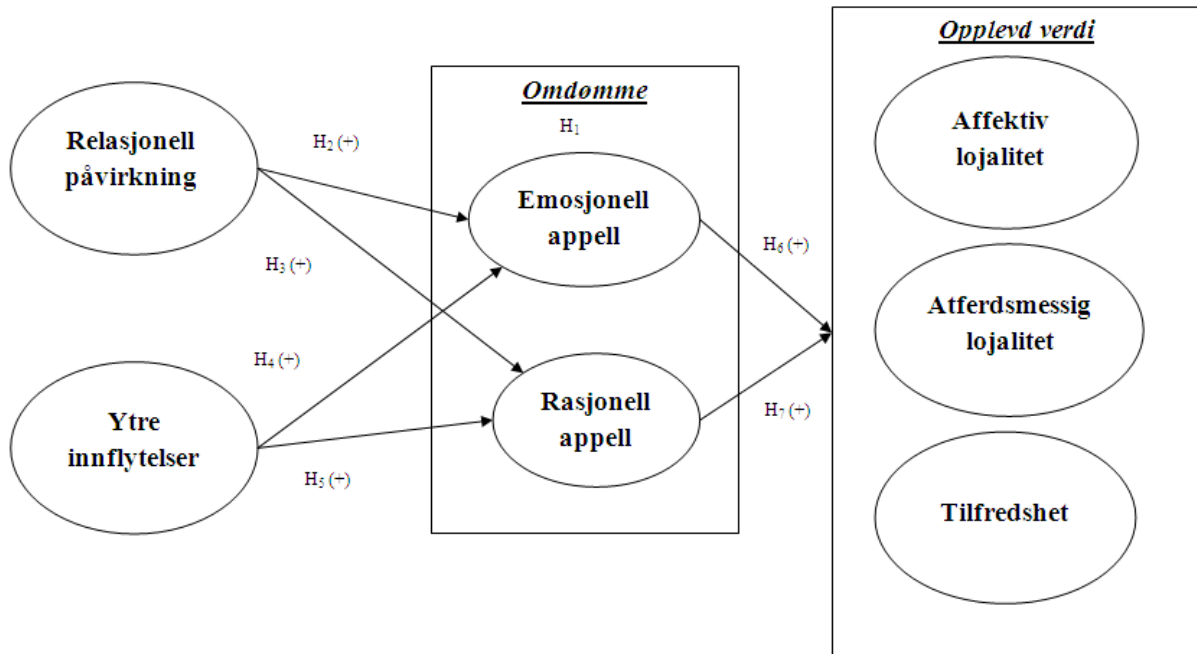 Opplevd verdi
Omdømme
Relasjonell
påvirkning
H2 (+)
H1
Affektiv
lojalitet
Emosjonell
appell
H3 (+)
H6 (+)
Atferdsmessig
lojalitet
H4 (+)
Ytre
innflytelser
Rasjonell
appell
H7 (+)
H5 (+)
Tilfredshet